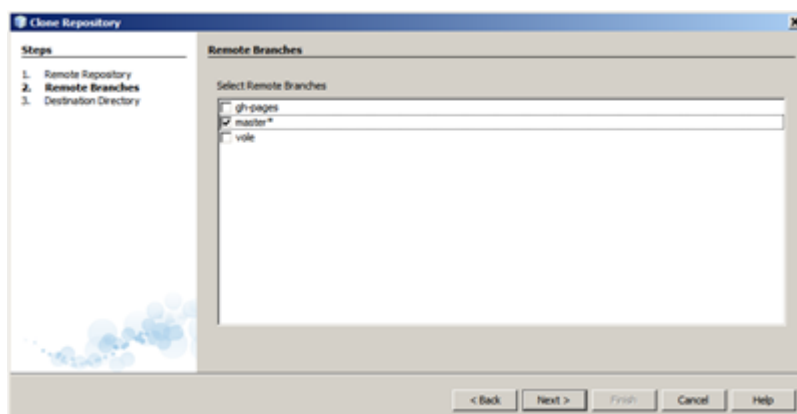 Clone Repository
Steps
1. Remote Repository
2. Remote Branches
3. Destination Directory
Remote Branches
Select Remote Branches
gh-pages
master*
vole
< Back Next > Finish Cancel Help